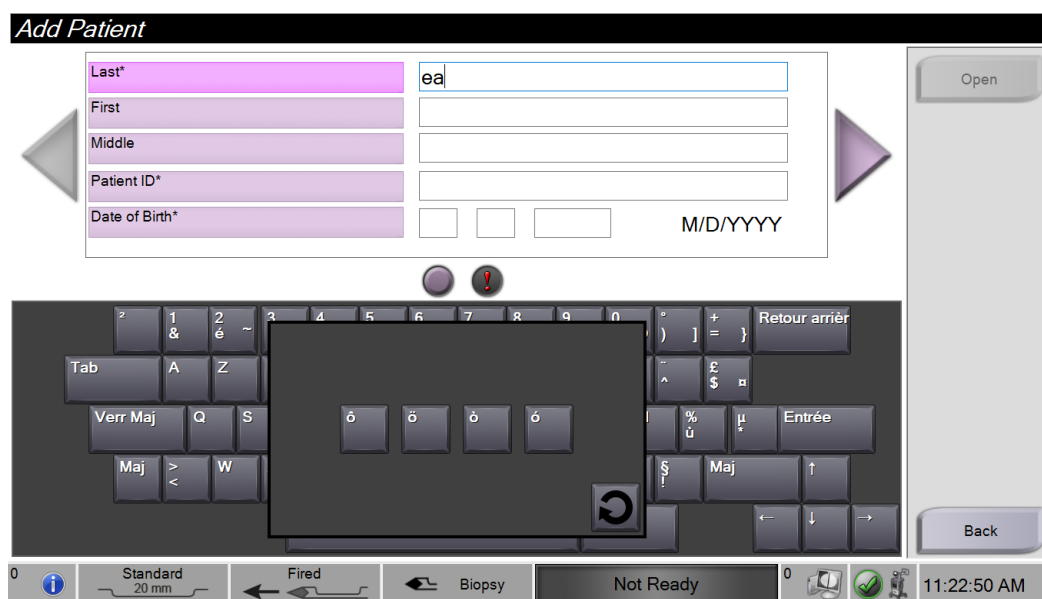 Add Patient
Last*
ea
Open
First
Middle
Patient ID*
Date of Birth*
M/D/YYYY
!
² 1 2 3 4 5 6 7 8 9 0 ° + Retour arrièr
& é ~ ) ] = }
Tab A Z ¨ £
^ $ ¤
Verr Maj Q S % µ Entrée
ù *
ô ö ò ó
Maj > W § Maj ↑
< !
← ↓ →
Back
0 i Standard Fired Biopsy Not Ready 0 11:22:50 AM
20 mm